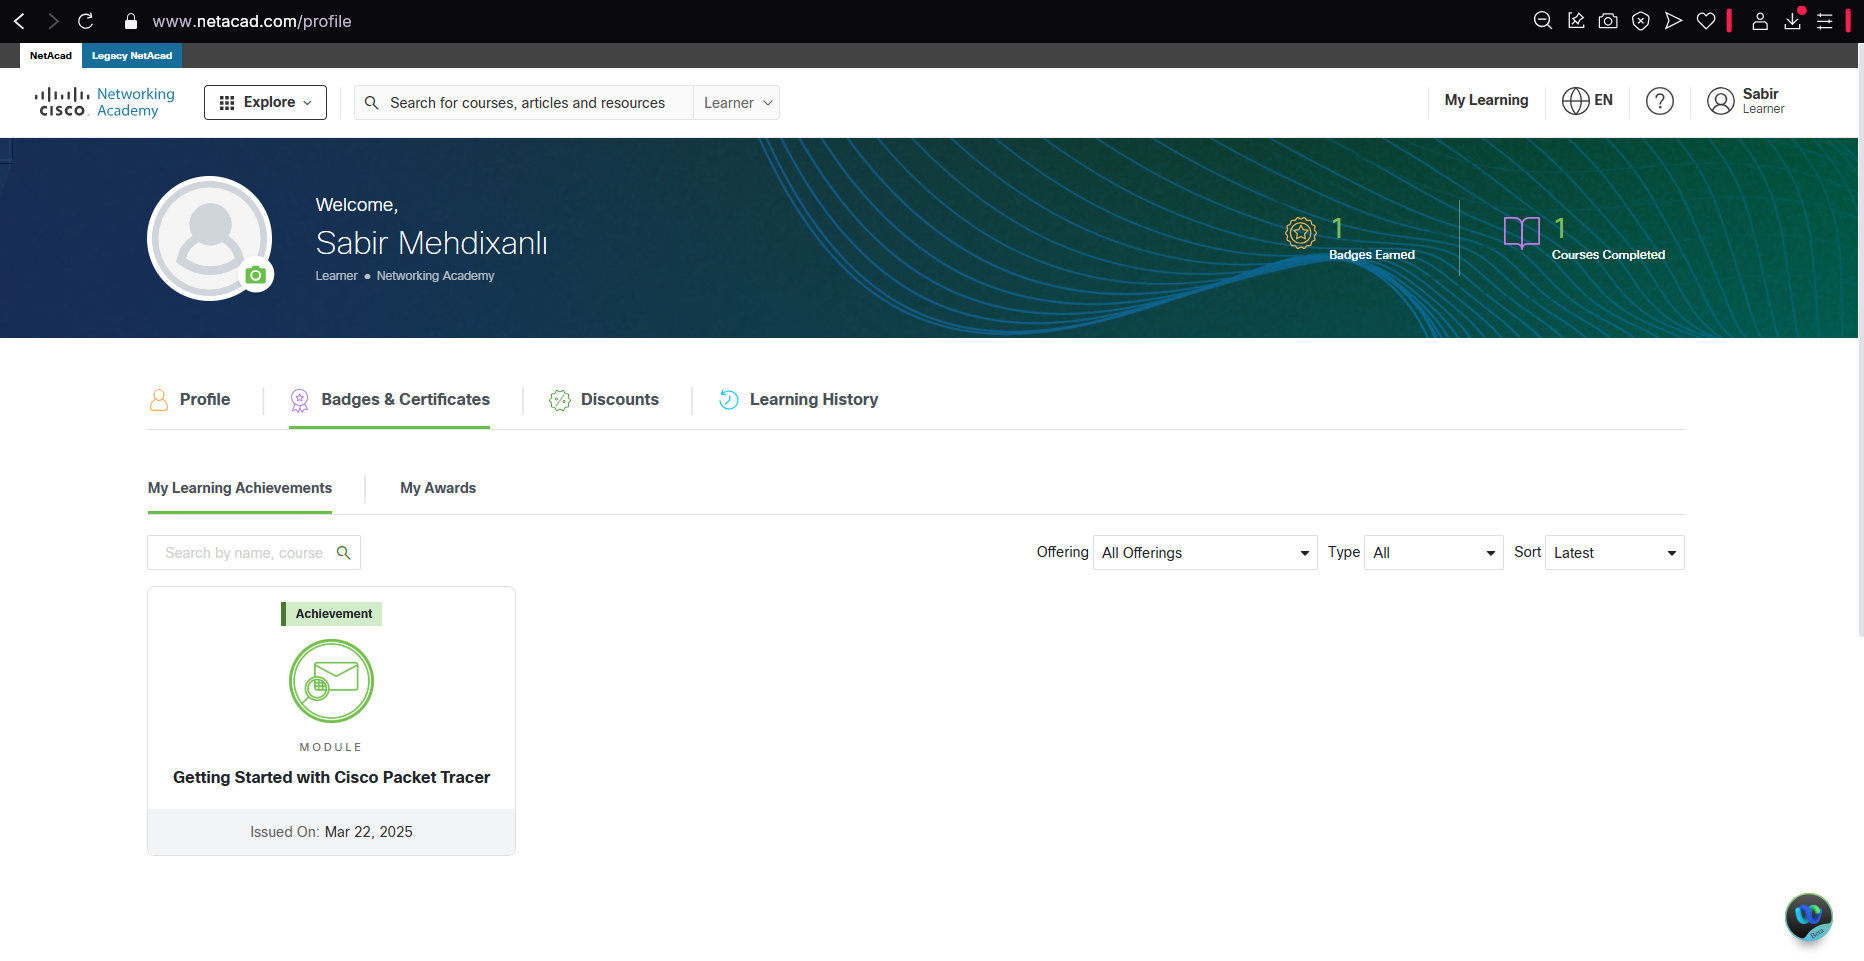 www.netacad.com/profile
NetAcad
Legacy NetAcad
CISCO
Networking
Academy
Explore
Search for courses, articles and resources
Learner
My Learning
EN
?
Sabir
Learner
Welcome,
Sabir Mehdixanlı
Learner ● Networking Academy
1
Badges Earned
1
Courses Completed
Profile
Badges & Certificates
Discounts
Learning History
My Learning Achievements
My Awards
Search by name, course
Offering
All Offerings
Type
All
Sort
Latest
Achievement
MODULE
Getting Started with Cisco Packet Tracer
Issued On: Mar 22, 2025
Beta